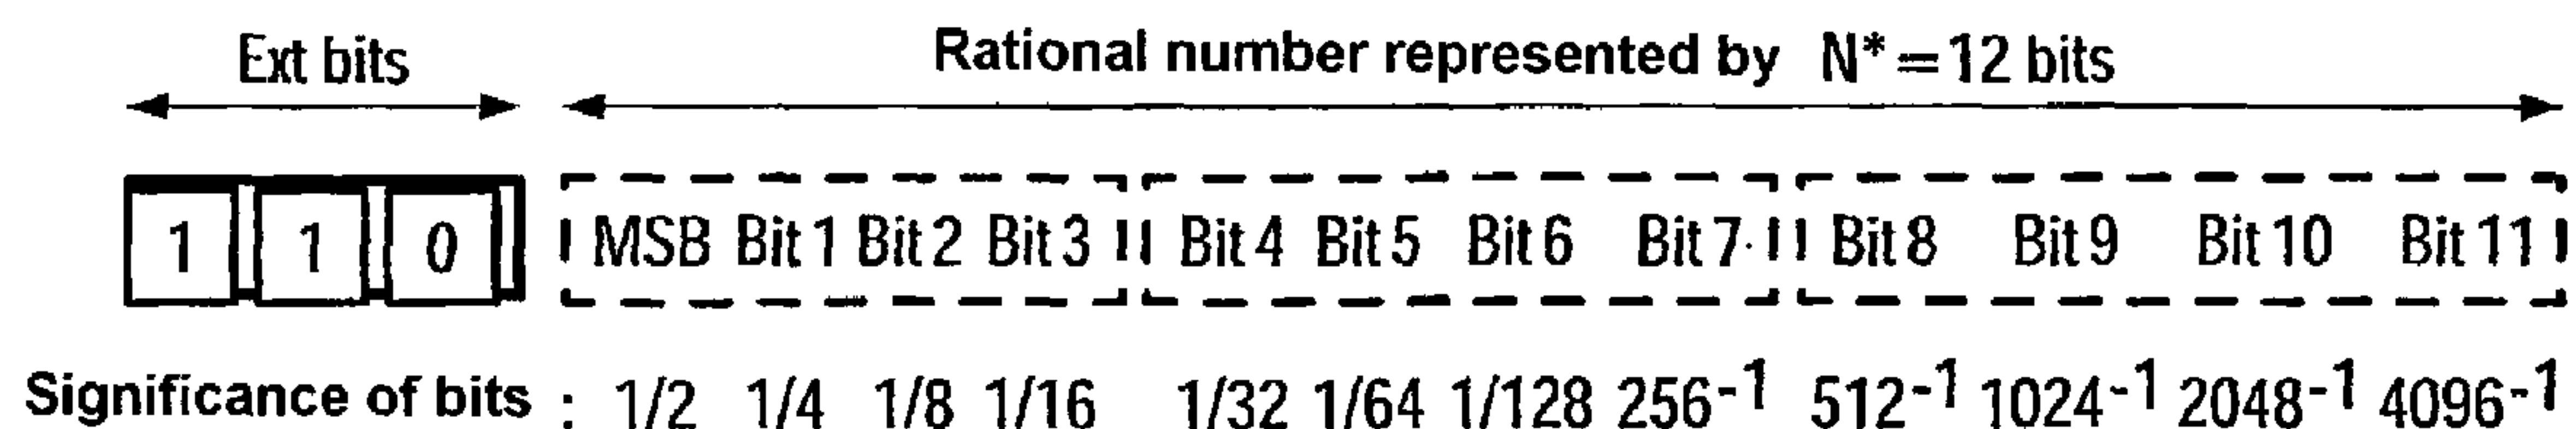 Ext bits Rational number represented by N*=12 bits
1 1 0 MSB Bit 1 Bit 2 Bit 3 Bit 4 Bit 5 Bit 6 Bit 7 Bit 8 Bit 9 Bit 10 Bit 11
Significance of bits : 1/2 1/4 1/8 1/16 1/32 1/64 1/128 256⁻¹ 512⁻¹ 1024⁻¹ 2048⁻¹ 4096⁻¹